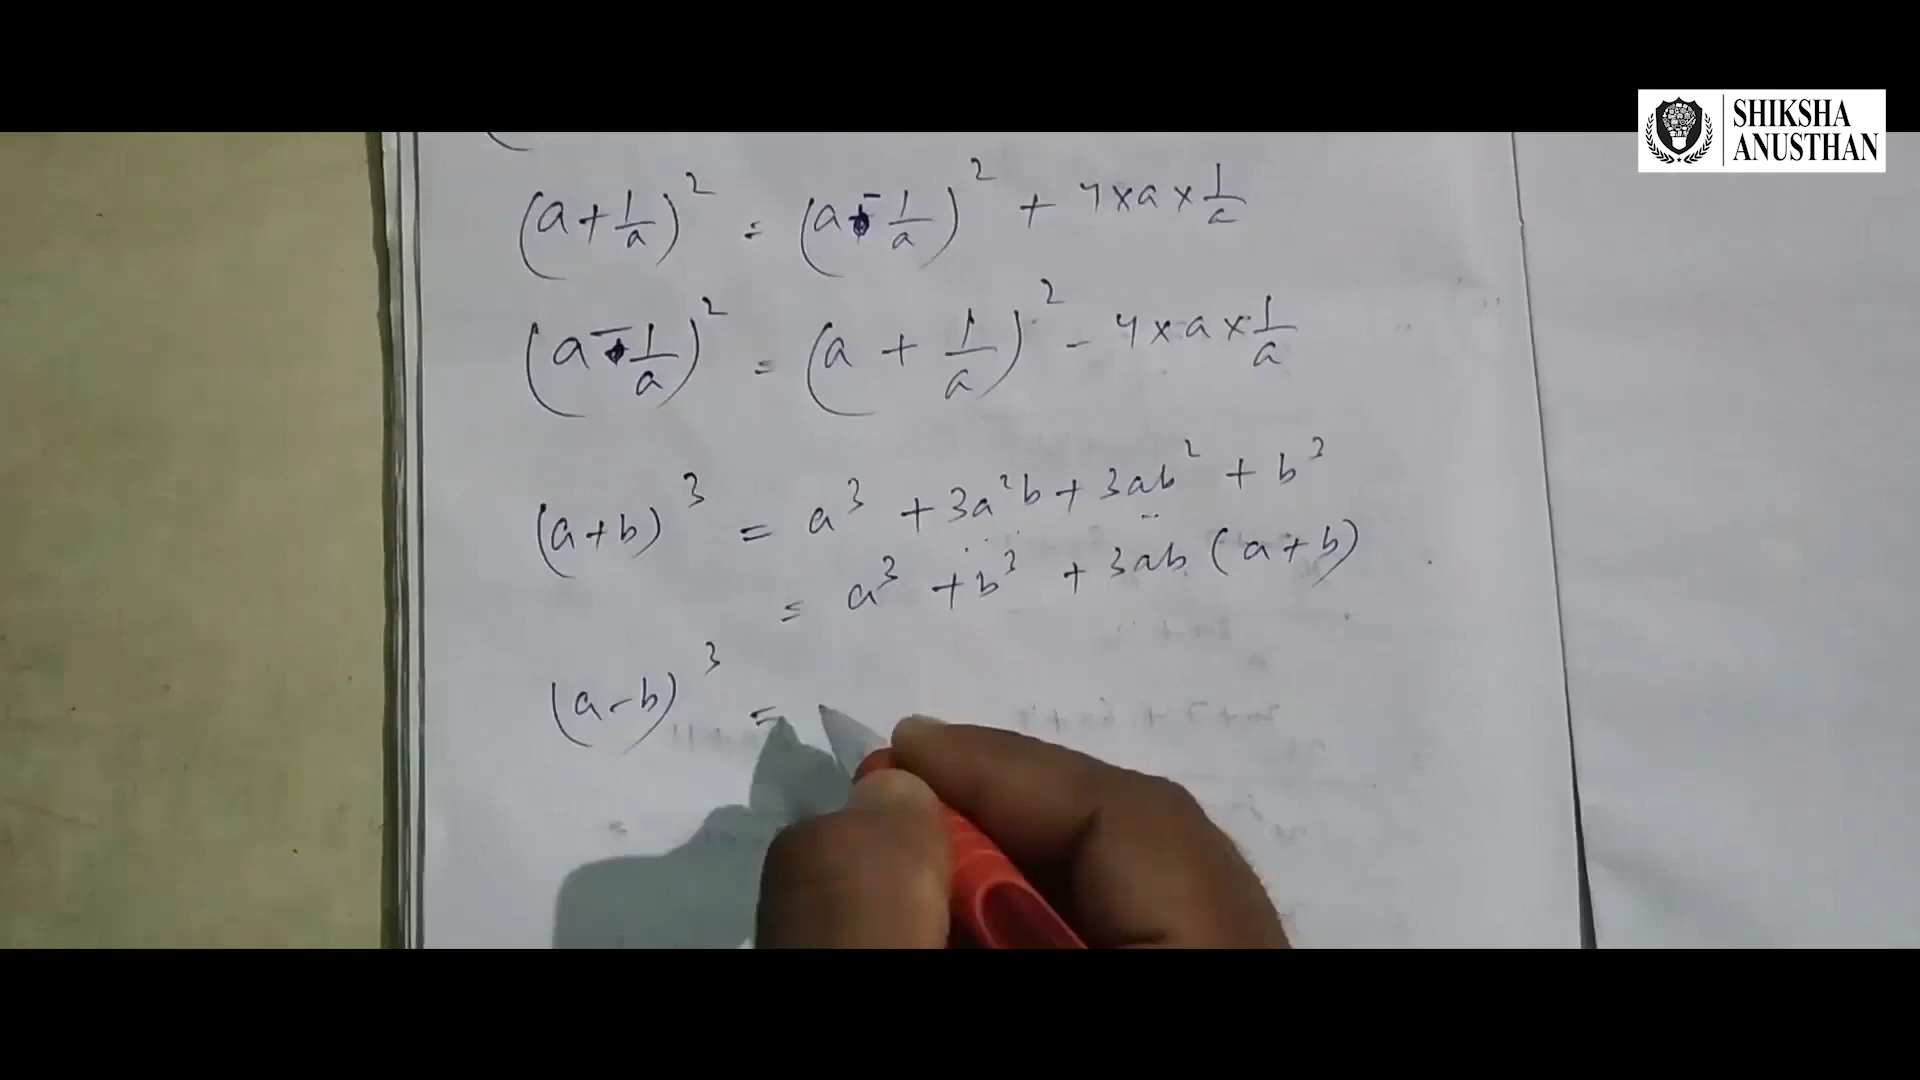 SHIKSHA
ANUSTHAN
(a + 1/a)² = (a - 1/a)² + 4 × a × 1/a
(a - 1/a)² = (a + 1/a)² - 4 × a × 1/a
(a+b)³ = a³ + 3a²b + 3ab² + b³
= a³ + b³ + 3ab (a+b)
(a-b)³ =